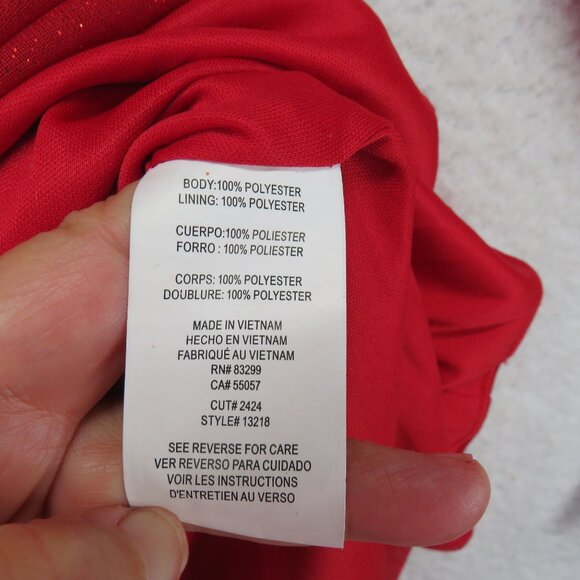 BODY:100% POLYESTER
LINING: 100% POLYESTER
CUERPO:100% POLIESTER
FORRO : 100% POLIESTER
CORPS: 100% POLYESTER
DOUBLURE: 100% POLYESTER
MADE IN VIETNAM
HECHO EN VIETNAM
FABRIQUÉ AU VIETNAM
RN# 83299
CA# 55057
CUT# 2424
STYLE# 13218
SEE REVERSE FOR CARE
VER REVERSO PARA CUIDADO
VOIR LES INSTRUCTIONS
D'ENTRETIEN AU VERSO